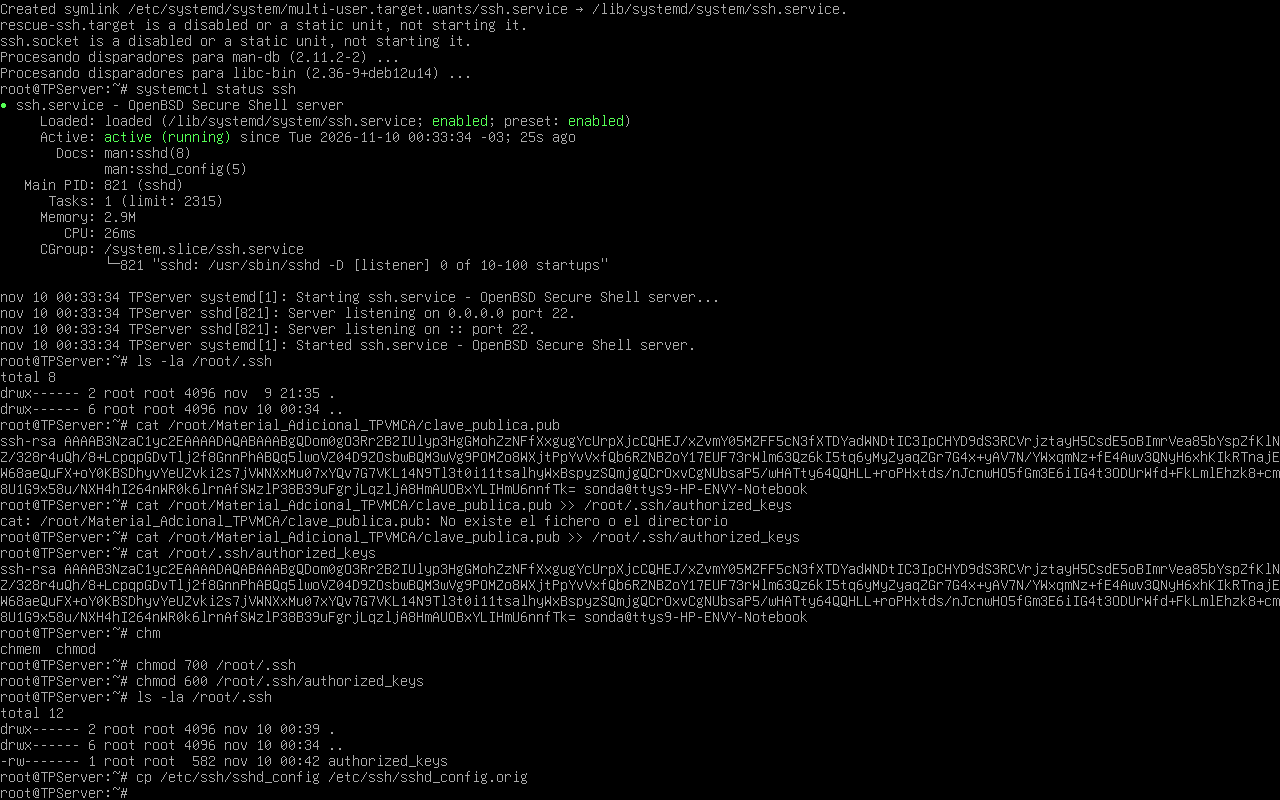 Created symlink /etc/systemd/system/multi-user.target.wants/ssh.service → /lib/systemd/system/ssh.service.
rescue-ssh.target is a disabled or a static unit, not starting it.
ssh.socket is a disabled or a static unit, not starting it.
Procesando disparadores para man-db (2.11.2-2) ...
Procesando disparadores para libc-bin (2.36-9+deb12u14) ...
root@TPServer:~# systemctl status ssh
● ssh.service - OpenBSD Secure Shell server
     Loaded: loaded (/lib/systemd/system/ssh.service; enabled; preset: enabled)
     Active: active (running) since Tue 2026-11-10 00:33:34 -03; 25s ago
       Docs: man:sshd(8)
             man:sshd_config(5)
   Main PID: 821 (sshd)
      Tasks: 1 (limit: 2315)
     Memory: 2.9M
        CPU: 26ms
     CGroup: /system.slice/ssh.service
             └─821 "sshd: /usr/sbin/sshd -D [listener] 0 of 10-100 startups"
nov 10 00:33:34 TPServer systemd[1]: Starting ssh.service - OpenBSD Secure Shell server...
nov 10 00:33:34 TPServer sshd[821]: Server listening on 0.0.0.0 port 22.
nov 10 00:33:34 TPServer sshd[821]: Server listening on :: port 22.
nov 10 00:33:34 TPServer systemd[1]: Started ssh.service - OpenBSD Secure Shell server.
root@TPServer:~# ls -la /root/.ssh
total 8
drwx------ 2 root root 4096 nov  9 21:35 .
drwx------ 6 root root 4096 nov 10 00:34 ..
root@TPServer:~# cat /root/Material_Adicional_TPVMCA/clave_publica.pub
ssh-rsa
sonda@ttys9-HP-ENVY-Notebook
root@TPServer:~# cat /root/Material_Adcional_TPVMCA/clave_publica.pub >> /root/.ssh/authorized_keys
cat: /root/Material_Adcional_TPVMCA/clave_publica.pub: No existe el fichero o el directorio
root@TPServer:~# cat /root/Material_Adicional_TPVMCA/clave_publica.pub >> /root/.ssh/authorized_keys
root@TPServer:~# cat /root/.ssh/authorized_keys
ssh-rsa
sonda@ttys9-HP-ENVY-Notebook
root@TPServer:~# chm
chmem  chmod
root@TPServer:~# chmod 700 /root/.ssh
root@TPServer:~# chmod 600 /root/.ssh/authorized_keys
root@TPServer:~# ls -la /root/.ssh
total 12
drwx------ 2 root root 4096 nov 10 00:39 .
drwx------ 6 root root 4096 nov 10 00:34 ..
-rw------- 1 root root  582 nov 10 00:42 authorized_keys
root@TPServer:~# cp /etc/ssh/sshd_config /etc/ssh/sshd_config.orig
root@TPServer:~#